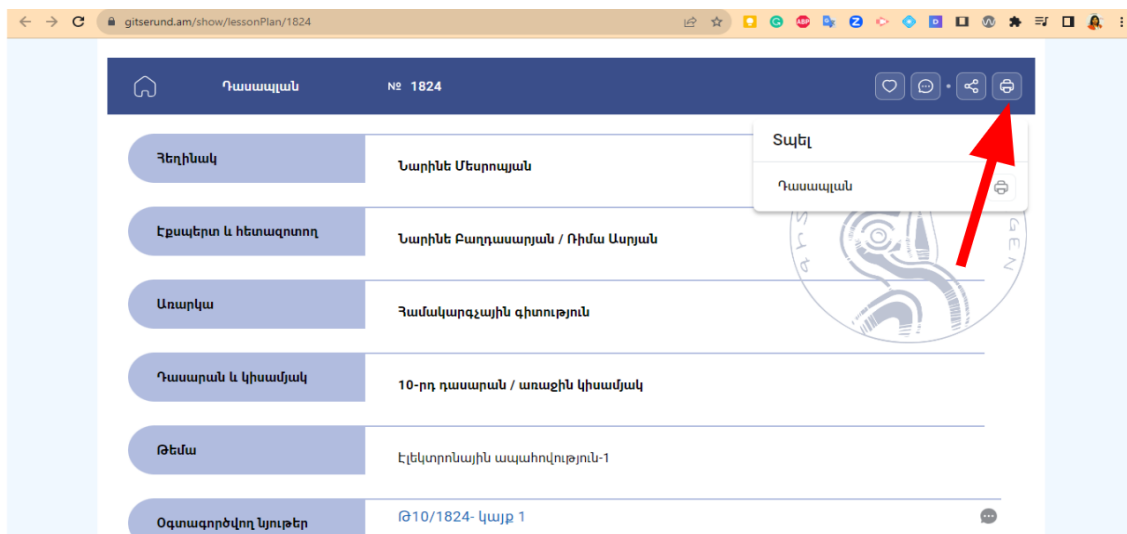 gitserund.am/show/lessonPlan/1824
Դասապլան № 1824
Տպել
Դասապլան
Հեղինակ
Նարինե Մեսրոպյան
Էքսպերտ և հետազոտող
Նարինե Բաղդասարյան / Ռիմա Ասրյան
Առարկա
Համակարգչային գիտություն
Դասարան և կիսամյակ
10-րդ դասարան / առաջին կիսամյակ
Թեմա
Էլեկտրոնային ապահովություն-1
Օգտագործվող նյութեր
Թ10/1824- կայք 1